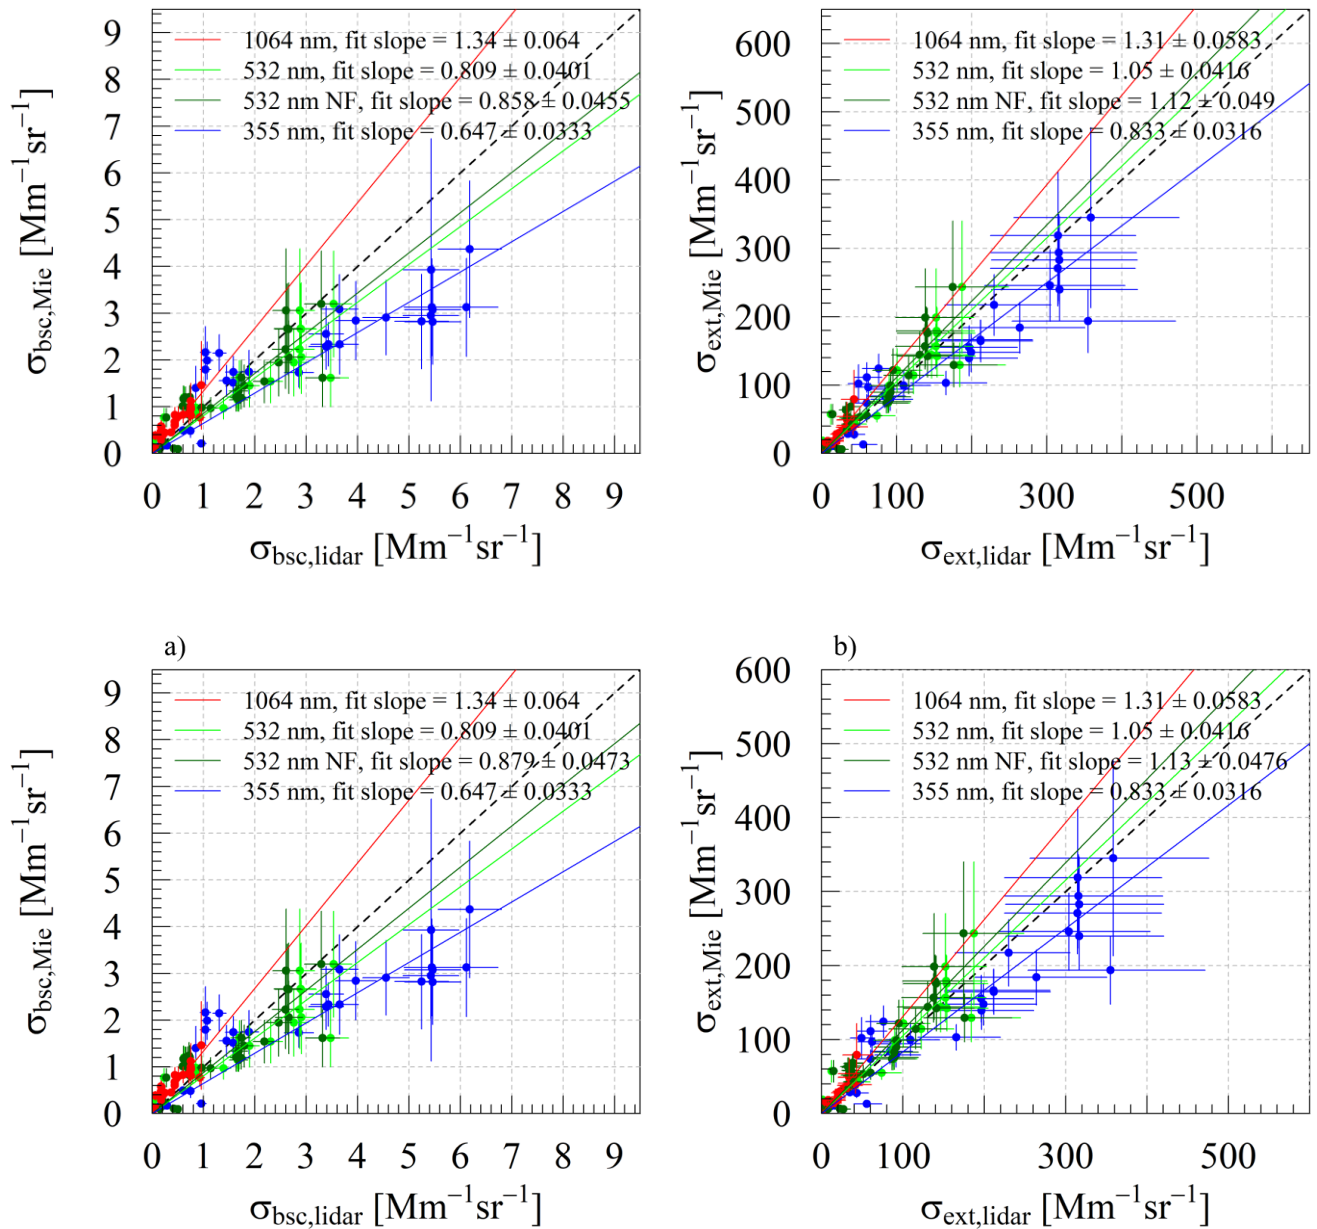 1064 nm, fit slope = 1.34 ± 0.064
532 nm, fit slope = 0.809 ± 0.0401
532 nm NF, fit slope = 0.858 ± 0.0455
355 nm, fit slope = 0.647 ± 0.0333
9
8
7
6
5
4
3
2
1
0
0 1 2 3 4 5 6 7 8 9
σbsc,Mie [Mm⁻¹sr⁻¹]
σbsc,lidar [Mm⁻¹sr⁻¹]
1064 nm, fit slope = 1.31 ± 0.0583
532 nm, fit slope = 1.05 ± 0.0416
532 nm NF, fit slope = 1.12 ± 0.049
355 nm, fit slope = 0.833 ± 0.0316
600
500
400
300
200
100
0
0 100 300 500
σext,Mie [Mm⁻¹sr⁻¹]
σext,lidar [Mm⁻¹sr⁻¹]
a)
1064 nm, fit slope = 1.34 ± 0.064
532 nm, fit slope = 0.809 ± 0.0401
532 nm NF, fit slope = 0.879 ± 0.0473
355 nm, fit slope = 0.647 ± 0.0333
9
8
7
6
5
4
3
2
1
0
0 1 2 3 4 5 6 7 8 9
σbsc,Mie [Mm⁻¹sr⁻¹]
σbsc,lidar [Mm⁻¹sr⁻¹]
b)
1064 nm, fit slope = 1.31 ± 0.0583
532 nm, fit slope = 1.05 ± 0.0416
532 nm NF, fit slope = 1.13 ± 0.0476
355 nm, fit slope = 0.833 ± 0.0316
600
500
400
300
200
100
0
0 100 300 500
σext,Mie [Mm⁻¹sr⁻¹]
σext,lidar [Mm⁻¹sr⁻¹]